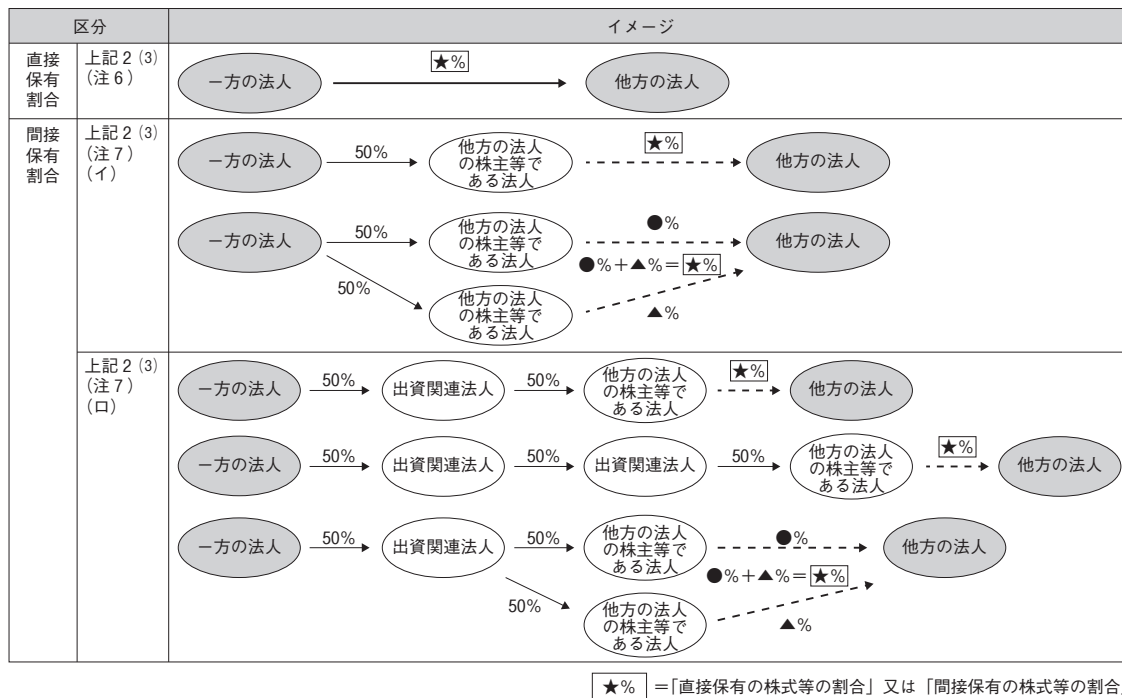 区分 イメージ
直接
保有
割合
上記2(3)
(注6)
一方の法人 ★% 他方の法人
間接
保有
割合
上記2(3)
(注7)
(イ)
一方の法人 50% 他方の法人
の株主等で
ある法人 ★% 他方の法人
一方の法人 50% 他方の法人
の株主等で
ある法人 ●% 他方の法人
●%+▲%=★%
50% 他方の法人
の株主等で
ある法人 ▲%
上記2(3)
(注7)
(ロ)
一方の法人 50% 出資関連法人 50% 他方の法人
の株主等で
ある法人 ★% 他方の法人
一方の法人 50% 出資関連法人 50% 出資関連法人 50% 他方の法人
の株主等で
ある法人 ★% 他方の法人
一方の法人 50% 出資関連法人 50% 他方の法人
の株主等で
ある法人 ●% 他方の法人
●%+▲%=★%
50% 他方の法人
の株主等で
ある法人 ▲%
★% =「直接保有の株式等の割合」又は「間接保有の株式等の割合」